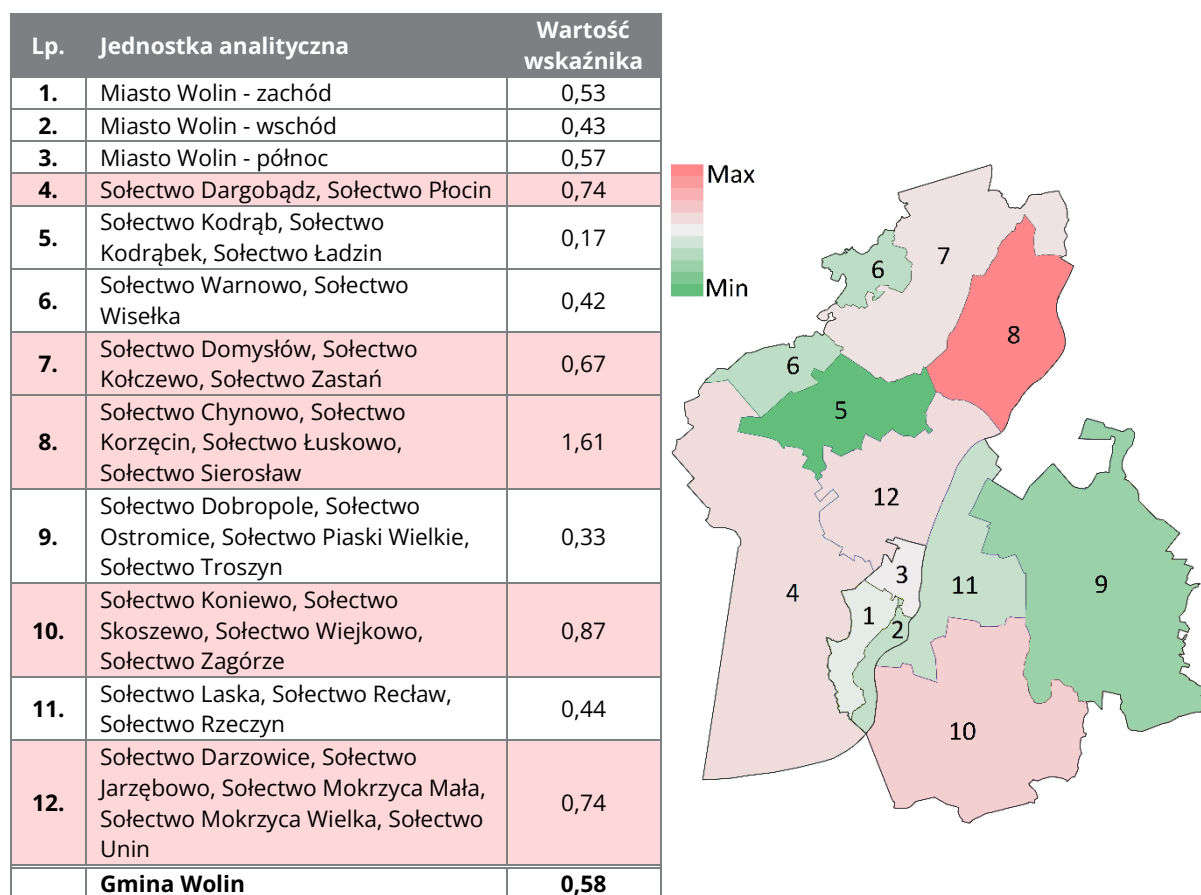 Lp. Jednostka analityczna Wartość
wskaźnika
1. Miasto Wolin - zachód 0,53
2. Miasto Wolin - wschód 0,43
3. Miasto Wolin - północ 0,57
4. Sołectwo Dargobądz, Sołectwo Płocin 0,74
5. Sołectwo Kodrąb, Sołectwo
Kodrąbek, Sołectwo Ładzin 0,17
6. Sołectwo Warnowo, Sołectwo
Wisełka 0,42
7. Sołectwo Domysłów, Sołectwo
Kołczewo, Sołectwo Zastań 0,67
8. Sołectwo Chynowo, Sołectwo
Korzęcin, Sołectwo Łuskowo,
Sołectwo Sierosław 1,61
9. Sołectwo Dobropole, Sołectwo
Ostromice, Sołectwo Piaski Wielkie,
Sołectwo Troszyn 0,33
10. Sołectwo Koniewo, Sołectwo
Skoszewo, Sołectwo Wiejkowo,
Sołectwo Zagórze 0,87
11. Sołectwo Laska, Sołectwo Recław,
Sołectwo Rzeczyn 0,44
12. Sołectwo Darzowice, Sołectwo
Jarzębowo, Sołectwo Mokrzyca Mała,
Sołectwo Mokrzyca Wielka, Sołectwo
Unin 0,74
Gmina Wolin 0,58
Max
Min
7
6
8
6
5
12
3
4
11
9
1
2
10